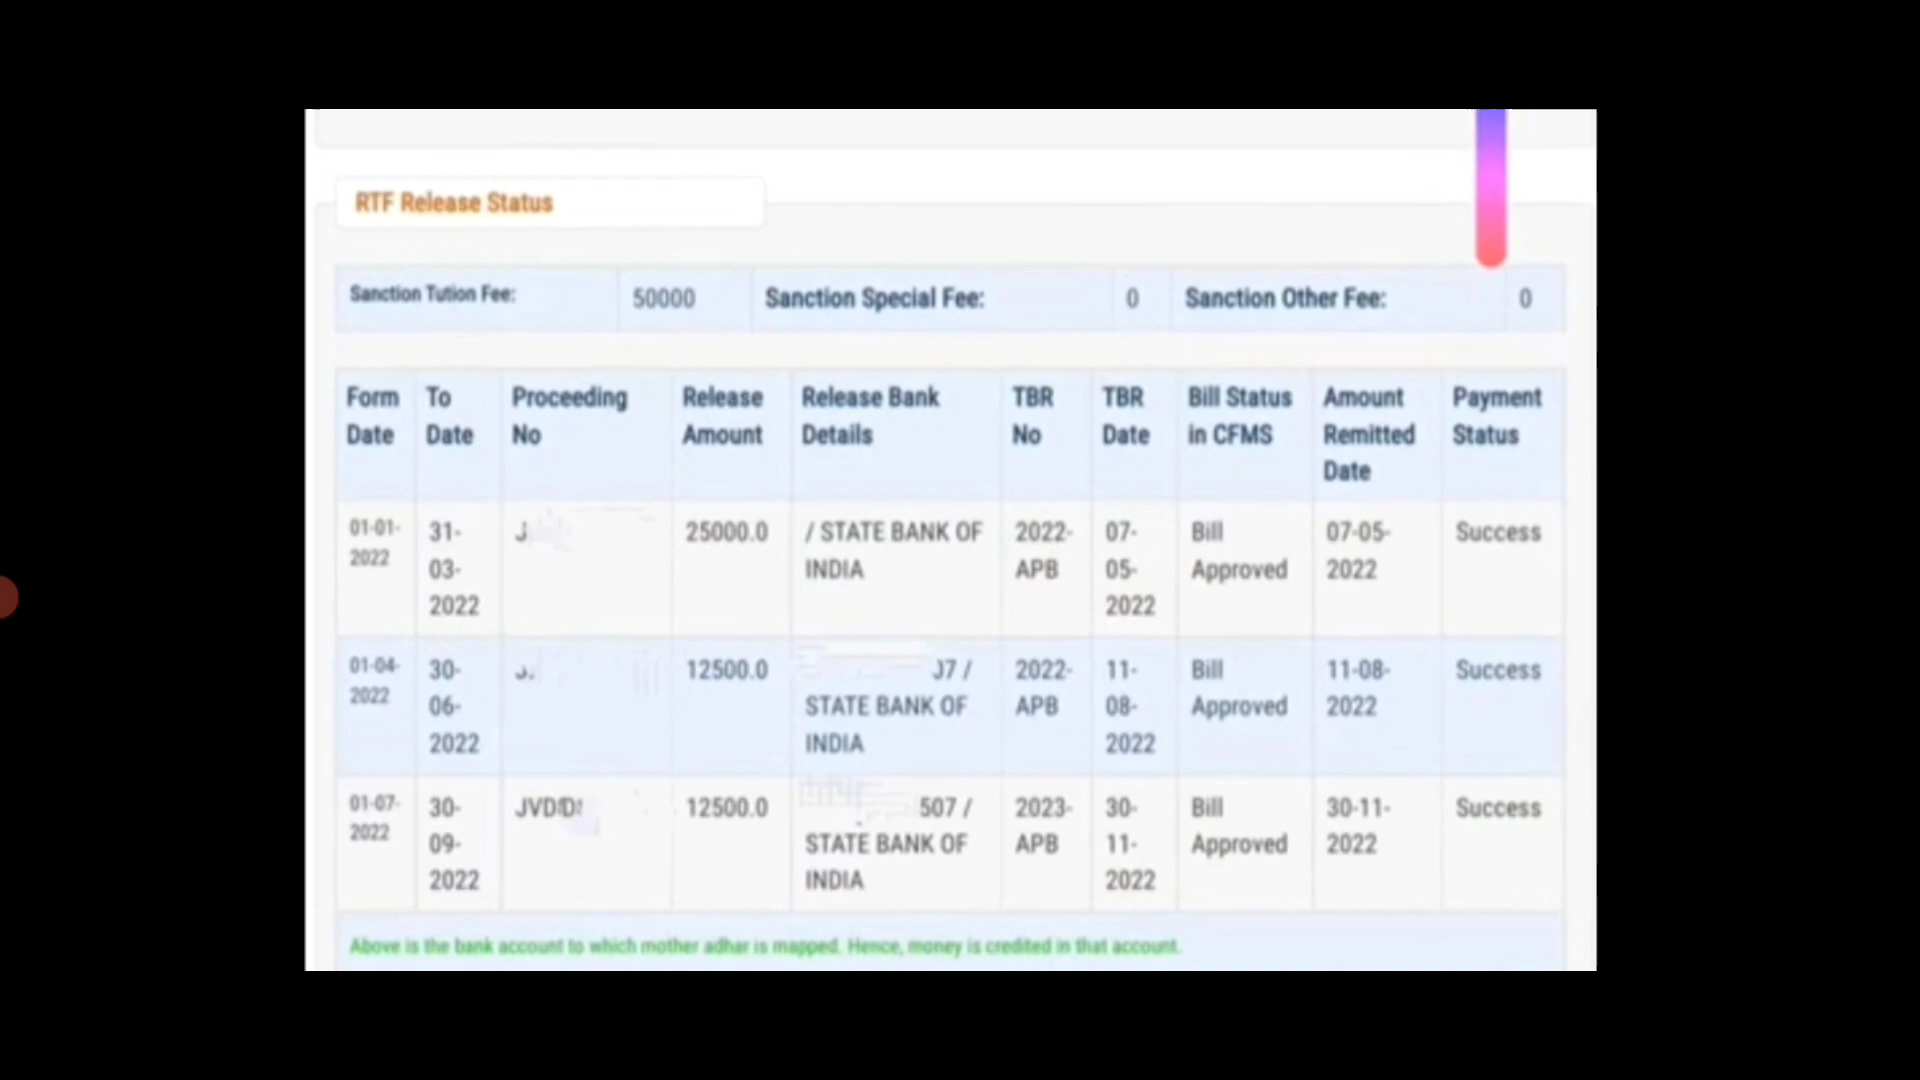 RTF Release Status
Sanction Tution Fee: 50000 Sanction Special Fee: 0 Sanction Other Fee: 0
Form Date To Date Proceeding No Release Amount Release Bank Details TBR No TBR Date Bill Status in CFMS Amount Remitted Date Payment Status
01-01-2022 31-03-2022 25000.0 / STATE BANK OF INDIA 2022-APB 07-05-2022 Bill Approved 07-05-2022 Success
01-04-2022 30-06-2022 12500.0 J7 / STATE BANK OF INDIA 2022-APB 11-08-2022 Bill Approved 11-08-2022 Success
01-07-2022 30-09-2022 12500.0 507 / STATE BANK OF INDIA 2023-APB 30-11-2022 Bill Approved 30-11-2022 Success
Above is the bank account to which mother adhar is mapped. Hence, money is credited in that account.